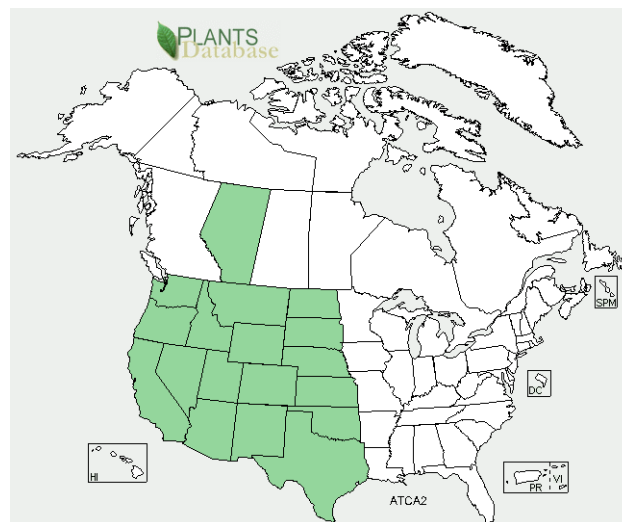 PLANTS
Database
SPM
DC
HI
PR
VI
ATCA2